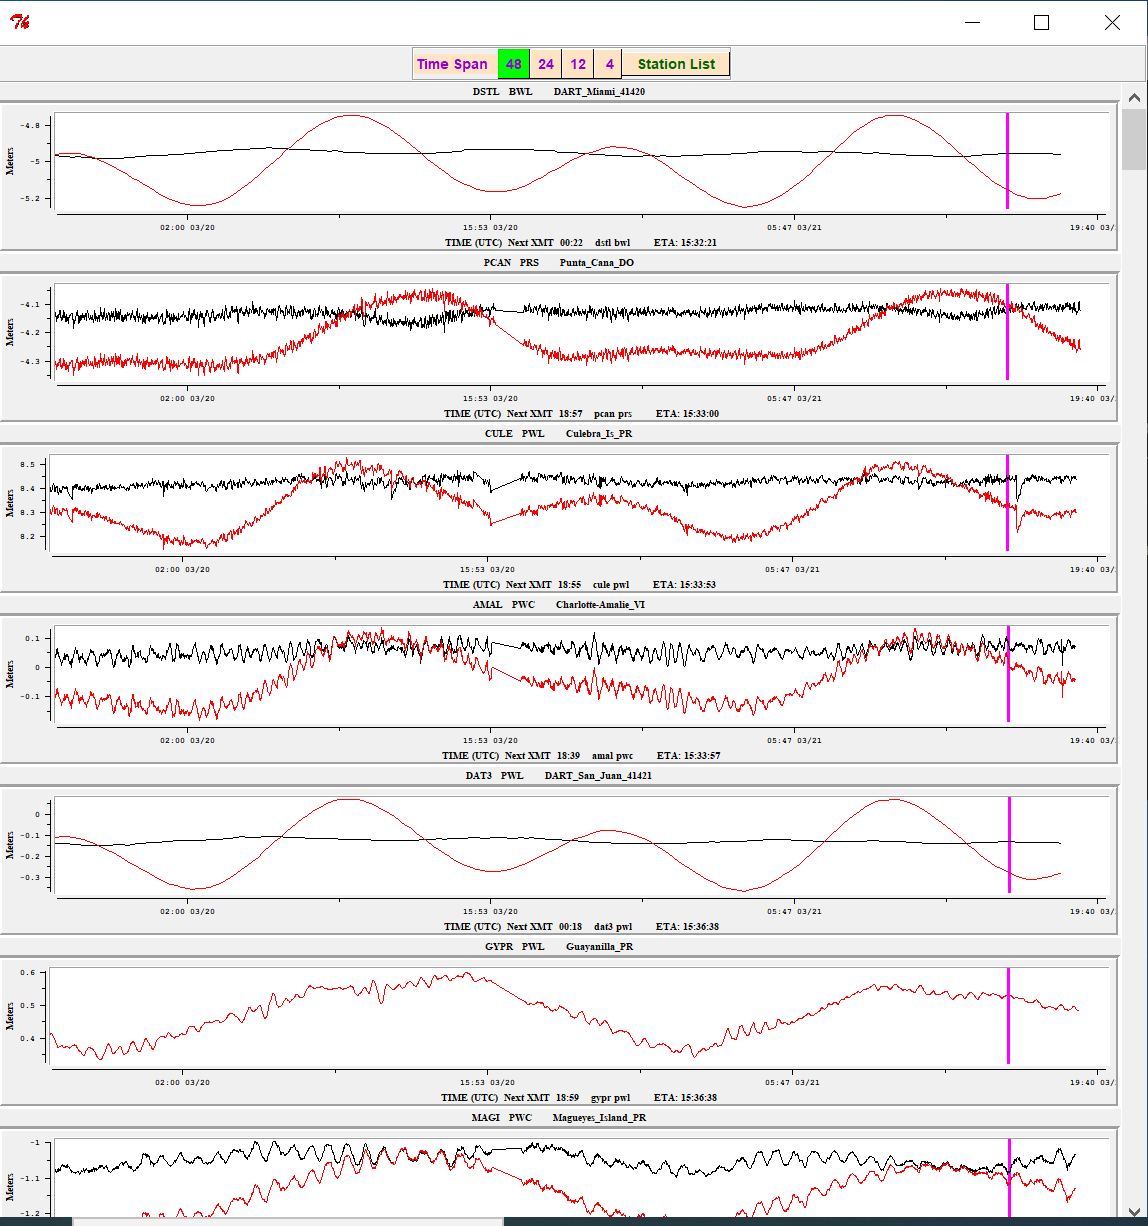 Time Span 48 24 12 4 Station List
DSTL BWL DART_Miami_41420
-4.8
-5
-5.2
Meters
02:00 03/20 15:53 03/20 05:47 03/21 19:40 03/
TIME (UTC) Next XMT 00:22 dstl bwl ETA: 15:32:21
PCAN PRS Punta_Cana_DO
-4.1
-4.2
-4.3
Meters
02:00 03/20 15:53 03/20 05:47 03/21 19:40 03/
TIME (UTC) Next XMT 18:57 pcan prs ETA: 15:33:00
CULE PWL Culebra_Is_PR
8.5
8.4
8.3
8.2
Meters
02:00 03/20 15:53 03/20 05:47 03/21 19:40 03/
TIME (UTC) Next XMT 18:55 cule pwl ETA: 15:33:53
AMAL PWC Charlotte-Amalie_VI
0.1
0
-0.1
Meters
02:00 03/20 15:53 03/20 05:47 03/21 19:40 03/
TIME (UTC) Next XMT 18:39 amal pwc ETA: 15:33:57
DAT3 PWL DART_San_Juan_41421
0
-0.1
-0.2
-0.3
Meters
02:00 03/20 15:53 03/20 05:47 03/21 19:40 03/
TIME (UTC) Next XMT 00:18 dat3 pwl ETA: 15:36:38
GYPR PWL Guayanilla_PR
0.6
0.5
0.4
Meters
02:00 03/20 15:53 03/20 05:47 03/21 19:40 03/
TIME (UTC) Next XMT 18:59 gypr pwl ETA: 15:36:38
MAGI PWC Magueyes_Island_PR
-1
-1.1
-1.2
Meters